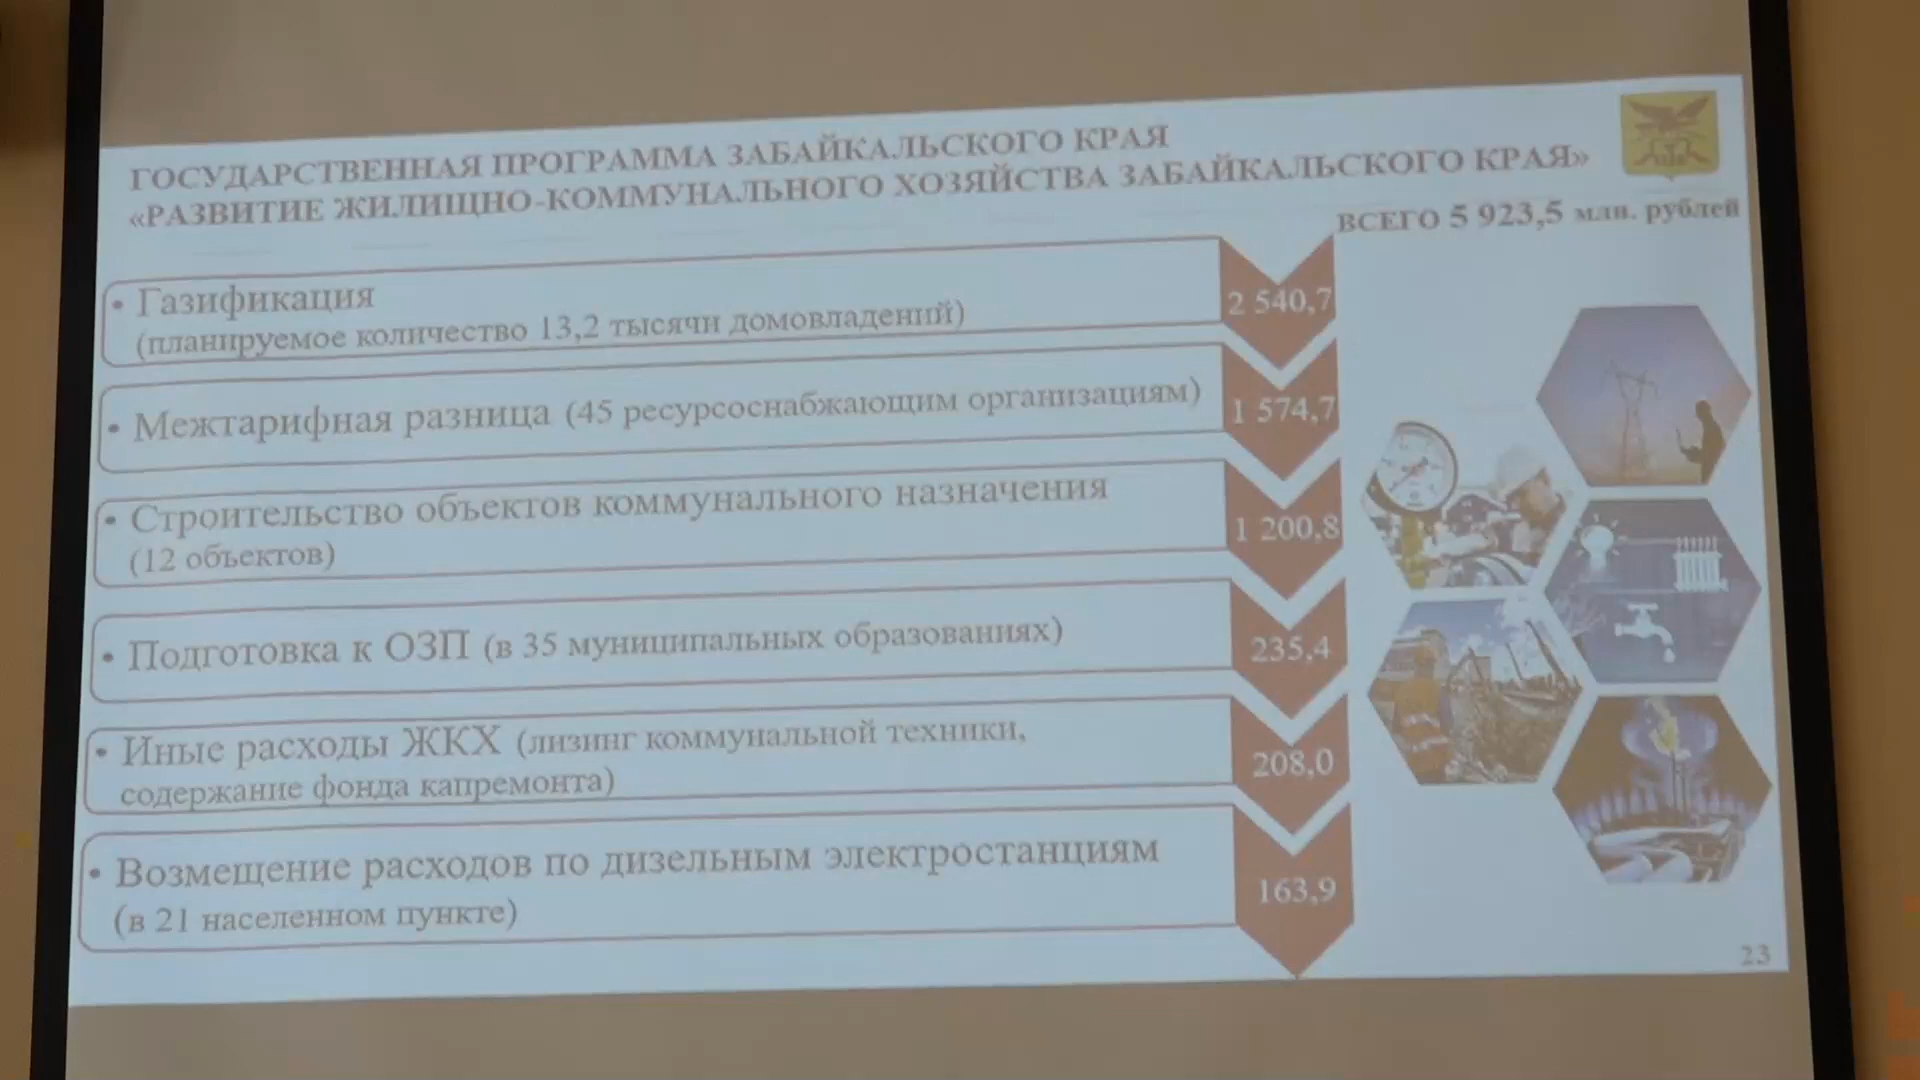 ГОСУДАРСТВЕННАЯ ПРОГРАММА ЗАБАЙКАЛЬСКОГО КРАЯ
«РАЗВИТИЕ ЖИЛИЩНО-КОММУНАЛЬНОГО ХОЗЯЙСТВА ЗАБАЙКАЛЬСКОГО КРАЯ»
ВСЕГО 5 923,5 млн. рублей
• Газификация
(планируемое количество 13,2 тысячи домовладений)
2 540,7
• Межтарифная разница (45 ресурсоснабжающим организациям)
1 574,7
• Строительство объектов коммунального назначения
(12 объектов)
1 200,8
• Подготовка к ОЗП (в 35 муниципальных образованиях)
235,4
• Иные расходы ЖКХ (лизинг коммунальной техники,
содержание фонда капремонта)
208,0
• Возмещение расходов по дизельным электростанциям
(в 21 населенном пункте)
163,9
23